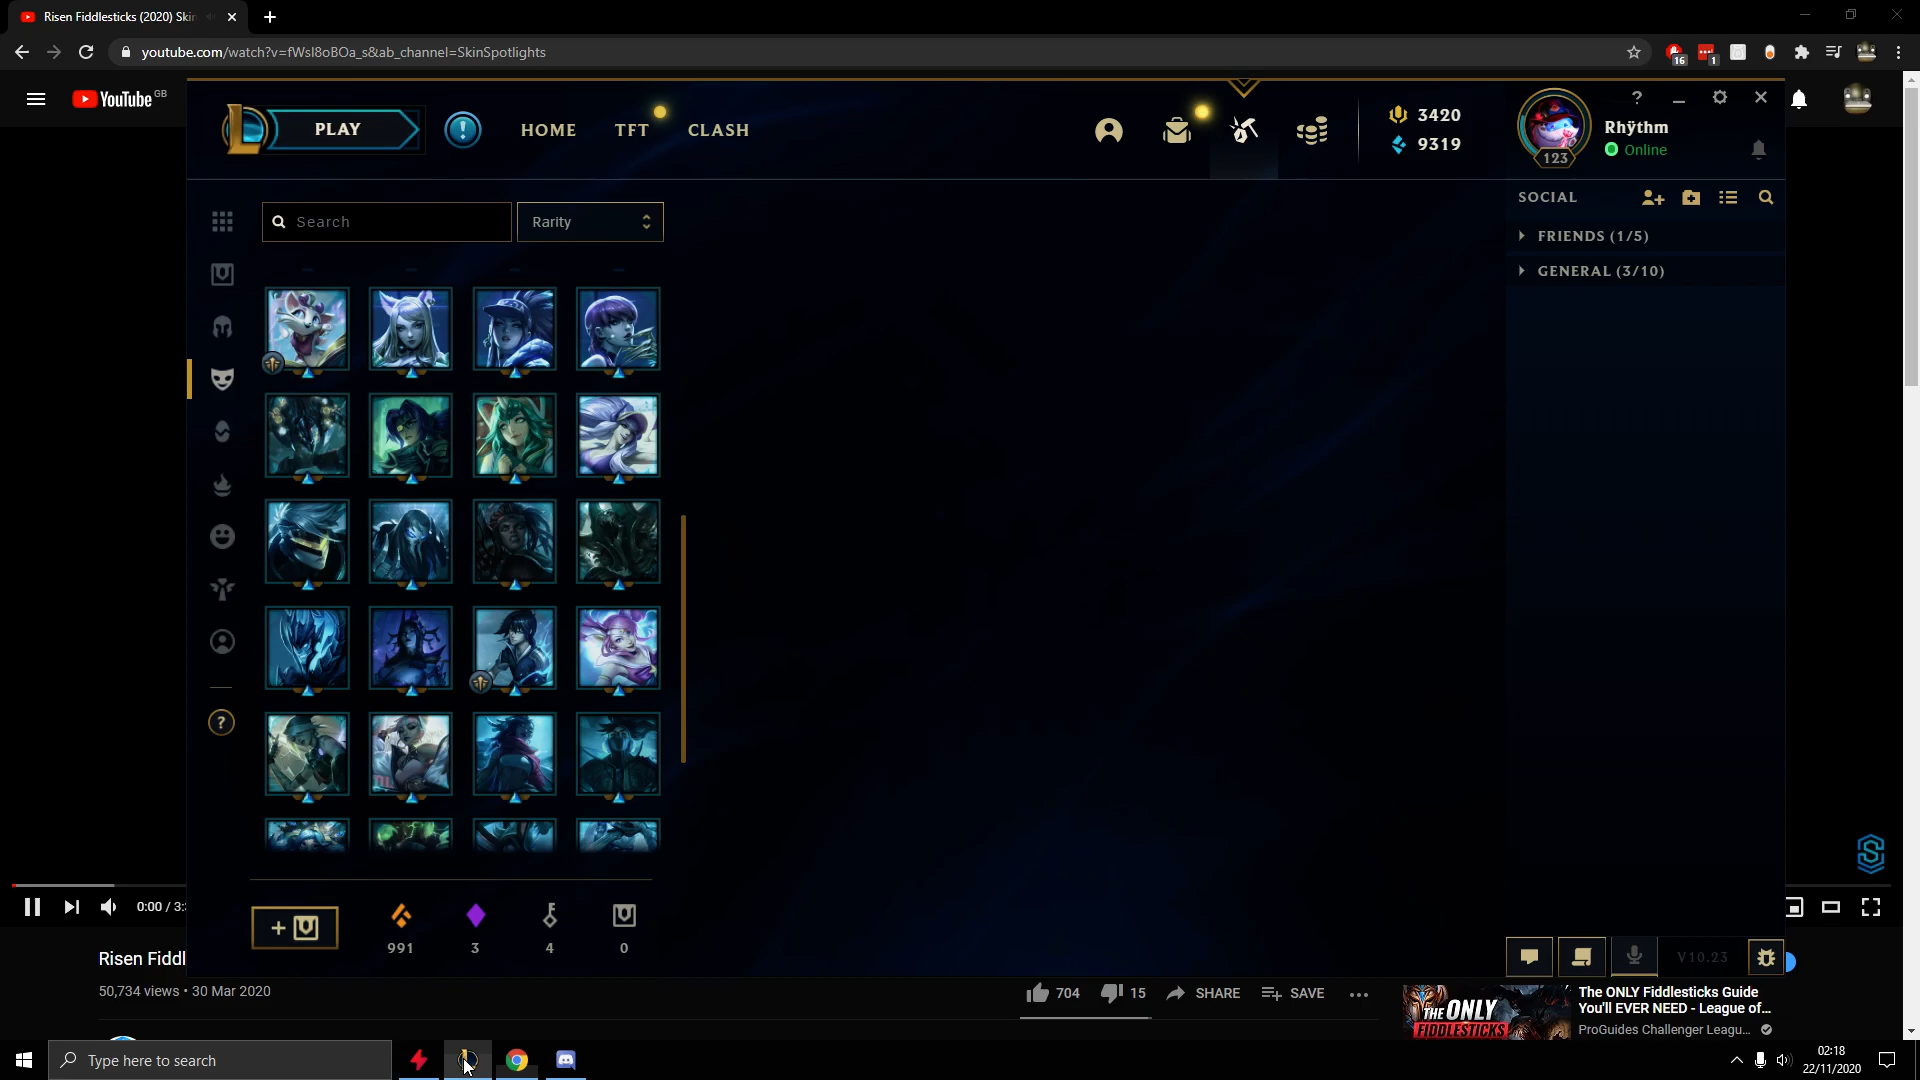 Risen Fiddlesticks (2020) Ski
youtube.com/watch?v=fWsl8oBOa_s&ab_channel=SkinSpotlights
16
1
YouTube GB
PLAY
HOME
TFT
CLASH
3420
9319
123
Rhÿthm
Online
Search
Rarity
SOCIAL
FRIENDS (1/5)
GENERAL (3/10)
991
3
4
0
V10.23
0:00 / 3:
Risen Fiddl
50,734 views • 30 Mar 2020
704
15
SHARE
SAVE
THE ONLY
FIDDLESTICKS
The ONLY Fiddlesticks Guide
You'll EVER NEED - League of...
ProGuides Challenger Leagu...
Type here to search
02:18
22/11/2020